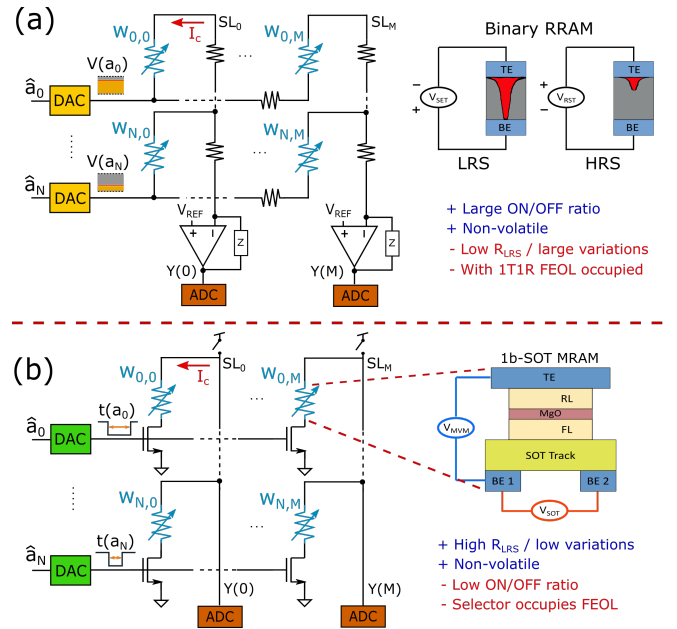 (a)
SL0
SLM
Binary RRAM
W0,0
Ic
...
W0,M
V(a0)
â0
DAC
TE
VSET
BE
LRS
TE
VRST
BE
HRS
− +
+ −
WN,0
...
WN,M
V(aN)
âN
DAC
VREF
+ −
Z
Y(0)
ADC
VREF
+ −
Z
Y(M)
ADC
+ Large ON/OFF ratio
+ Non-volatile
- Low RLRS / large variations
- With 1T1R FEOL occupied
(b)
SL0
SLM
1b-SOT MRAM
W0,0
Ic
...
W0,M
t(a0)
â0
DAC
TE
RL
MgO
FL
VMVM
SOT Track
BE 1
BE 2
VSOT
WN,0
...
WN,M
t(aN)
âN
DAC
Y(0)
Y(M)
ADC
ADC
+ High RLRS / low variations
+ Non-volatile
- Low ON/OFF ratio
- Selector occupies FEOL